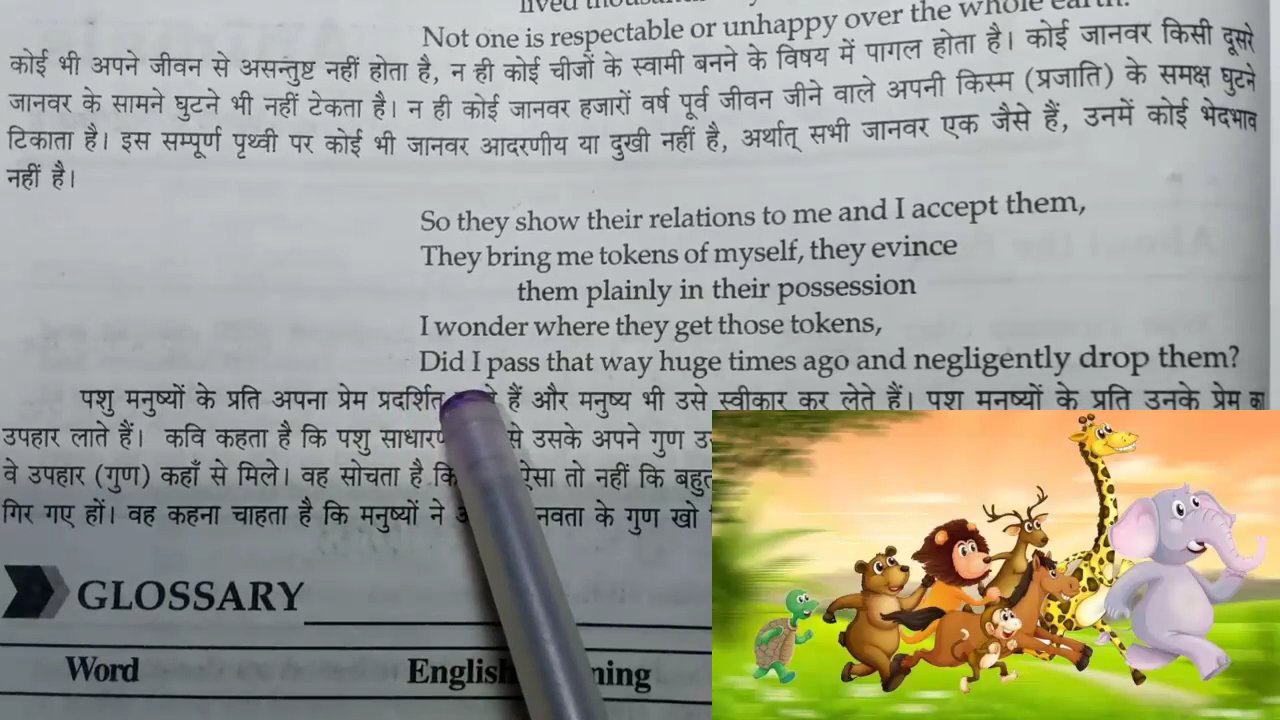 lived
Not one is respectable or unhappy over the whole earth.
कोई भी अपने जीवन से असन्तुष्ट नहीं होता है, न ही कोई चीजों के स्वामी बनने के विषय में पागल होता है। कोई जानवर किसी दूसरे
जानवर के सामने घुटने भी नहीं टेकता है। न ही कोई जानवर हजारों वर्ष पूर्व जीवन जीने वाले अपनी किस्म (प्रजाति) के समक्ष घुटने
टिकाता है। इस सम्पूर्ण पृथ्वी पर कोई भी जानवर आदरणीय या दुखी नहीं है, अर्थात् सभी जानवर एक जैसे हैं, उनमें कोई भेदभाव
नहीं है।
So they show their relations to me and I accept them,
They bring me tokens of myself, they evince
them plainly in their possession
I wonder where they get those tokens,
Did I pass that way huge times ago and negligently drop them?
पशु मनुष्यों के प्रति अपना प्रेम प्रदर्शित हैं और मनुष्य भी उसे स्वीकार कर लेते हैं। पशु मनुष्यों के प्रति उनके प्रेम का
उपहार लाते हैं। कवि कहता है कि पशु से उसके अपने गुण
वे उपहार (गुण) कहाँ से मिले। वह सोचता है कि ऐसा तो नहीं कि
गिर गए हों। वह कहना चाहता है कि मनुष्यों ने के गुण खो
GLOSSARY
Word English